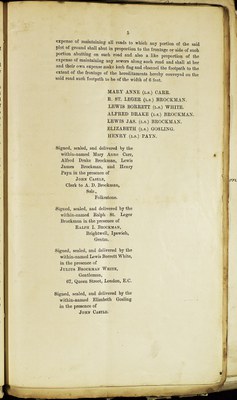 5
expense of maintaining all roads to which any portion of the said
plot of ground shall abut in proportion to the frontage or side of such
portion abutting on such road and also a like proportion of the
expense of maintaining any sewers along such road and shall at her
and their own expense make kerb flag and channel the footpath to the
extent of the frontage of the hereditaments hereby conveyed on the
said road such footpath to be of the width of 8 feet.
MARY ANNE (L.S.) CARR.
R. ST. LEGER (L.S.) BROCKMAN.
LEWIS BORRETT (L.S.) WHITE.
ALFRED DRAKE (L.S.) BROCKMAN.
LEWIS JAS. (L.S.) BROCKMAN.
ELIZABETH (L.S.) GOSLING.
HENRY (L.S.) PAYN.
Signed, sealed, and delivered by the
within-named Mary Anne Carr,
Alfred Drake Brockman, Lewis
James Brockman, and Henry
Payn in the presence of
JOHN CASTLE,
Clerk to A. D. Brockman,
Solr.,
Folkestone.
Signed, sealed, and delivered by the
within-named Ralph St. Leger
Brockman in the presence of
RALPH I. BROCKMAN,
Brightwell, Ipswich,
Gentn.
Signed, sealed, and delivered by the
within-named Lewis Borrett White,
in the presence of
JULIUS BROCKMAN WHITE,
Gentleman,
87, Queen Street, London, E.C.
Signed, sealed, and delivered by the
within-named Elizabeth Gosling
in the presence of
JOHN CASTLE.